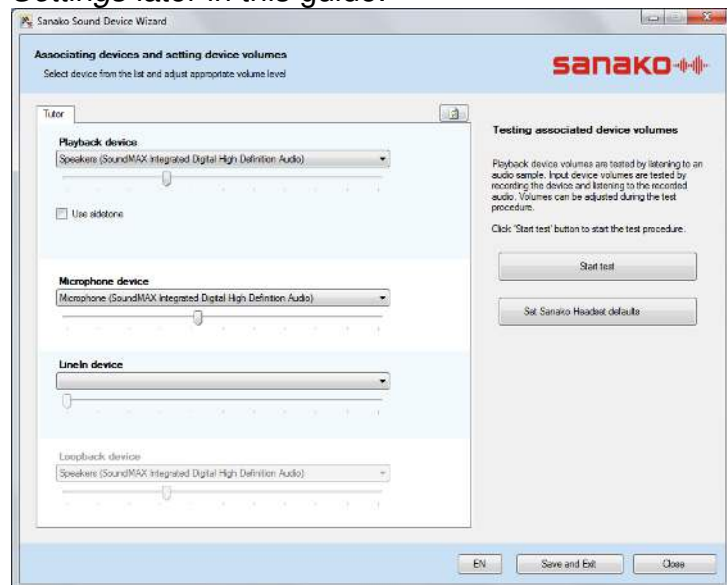 Settings later in this guide.
Sanako Sound Device Wizard
Associating devices and setting device volumes
Select device from the list and adjust appropriate volume level
sanako
Tutor
Playback device
Speakers (SoundMAX Integrated Digital High Definition Audio)
Use sidetone
Microphone device
Microphone (SoundMAX Integrated Digital High Definition Audio)
LineIn device
Loopback device
Speakers (SoundMAX Integrated Digital High Definition Audio)
Testing associated device volumes
Playback device volumes are tested by listening to an
audio sample. Input device volumes are tested by
recording the device and listening to the recorded
audio. Volumes can be adjusted during the test
procedure.
Click 'Start test' button to start the test procedure.
Start test
Set Sanako Headset defaults
EN
Save and Exit
Close